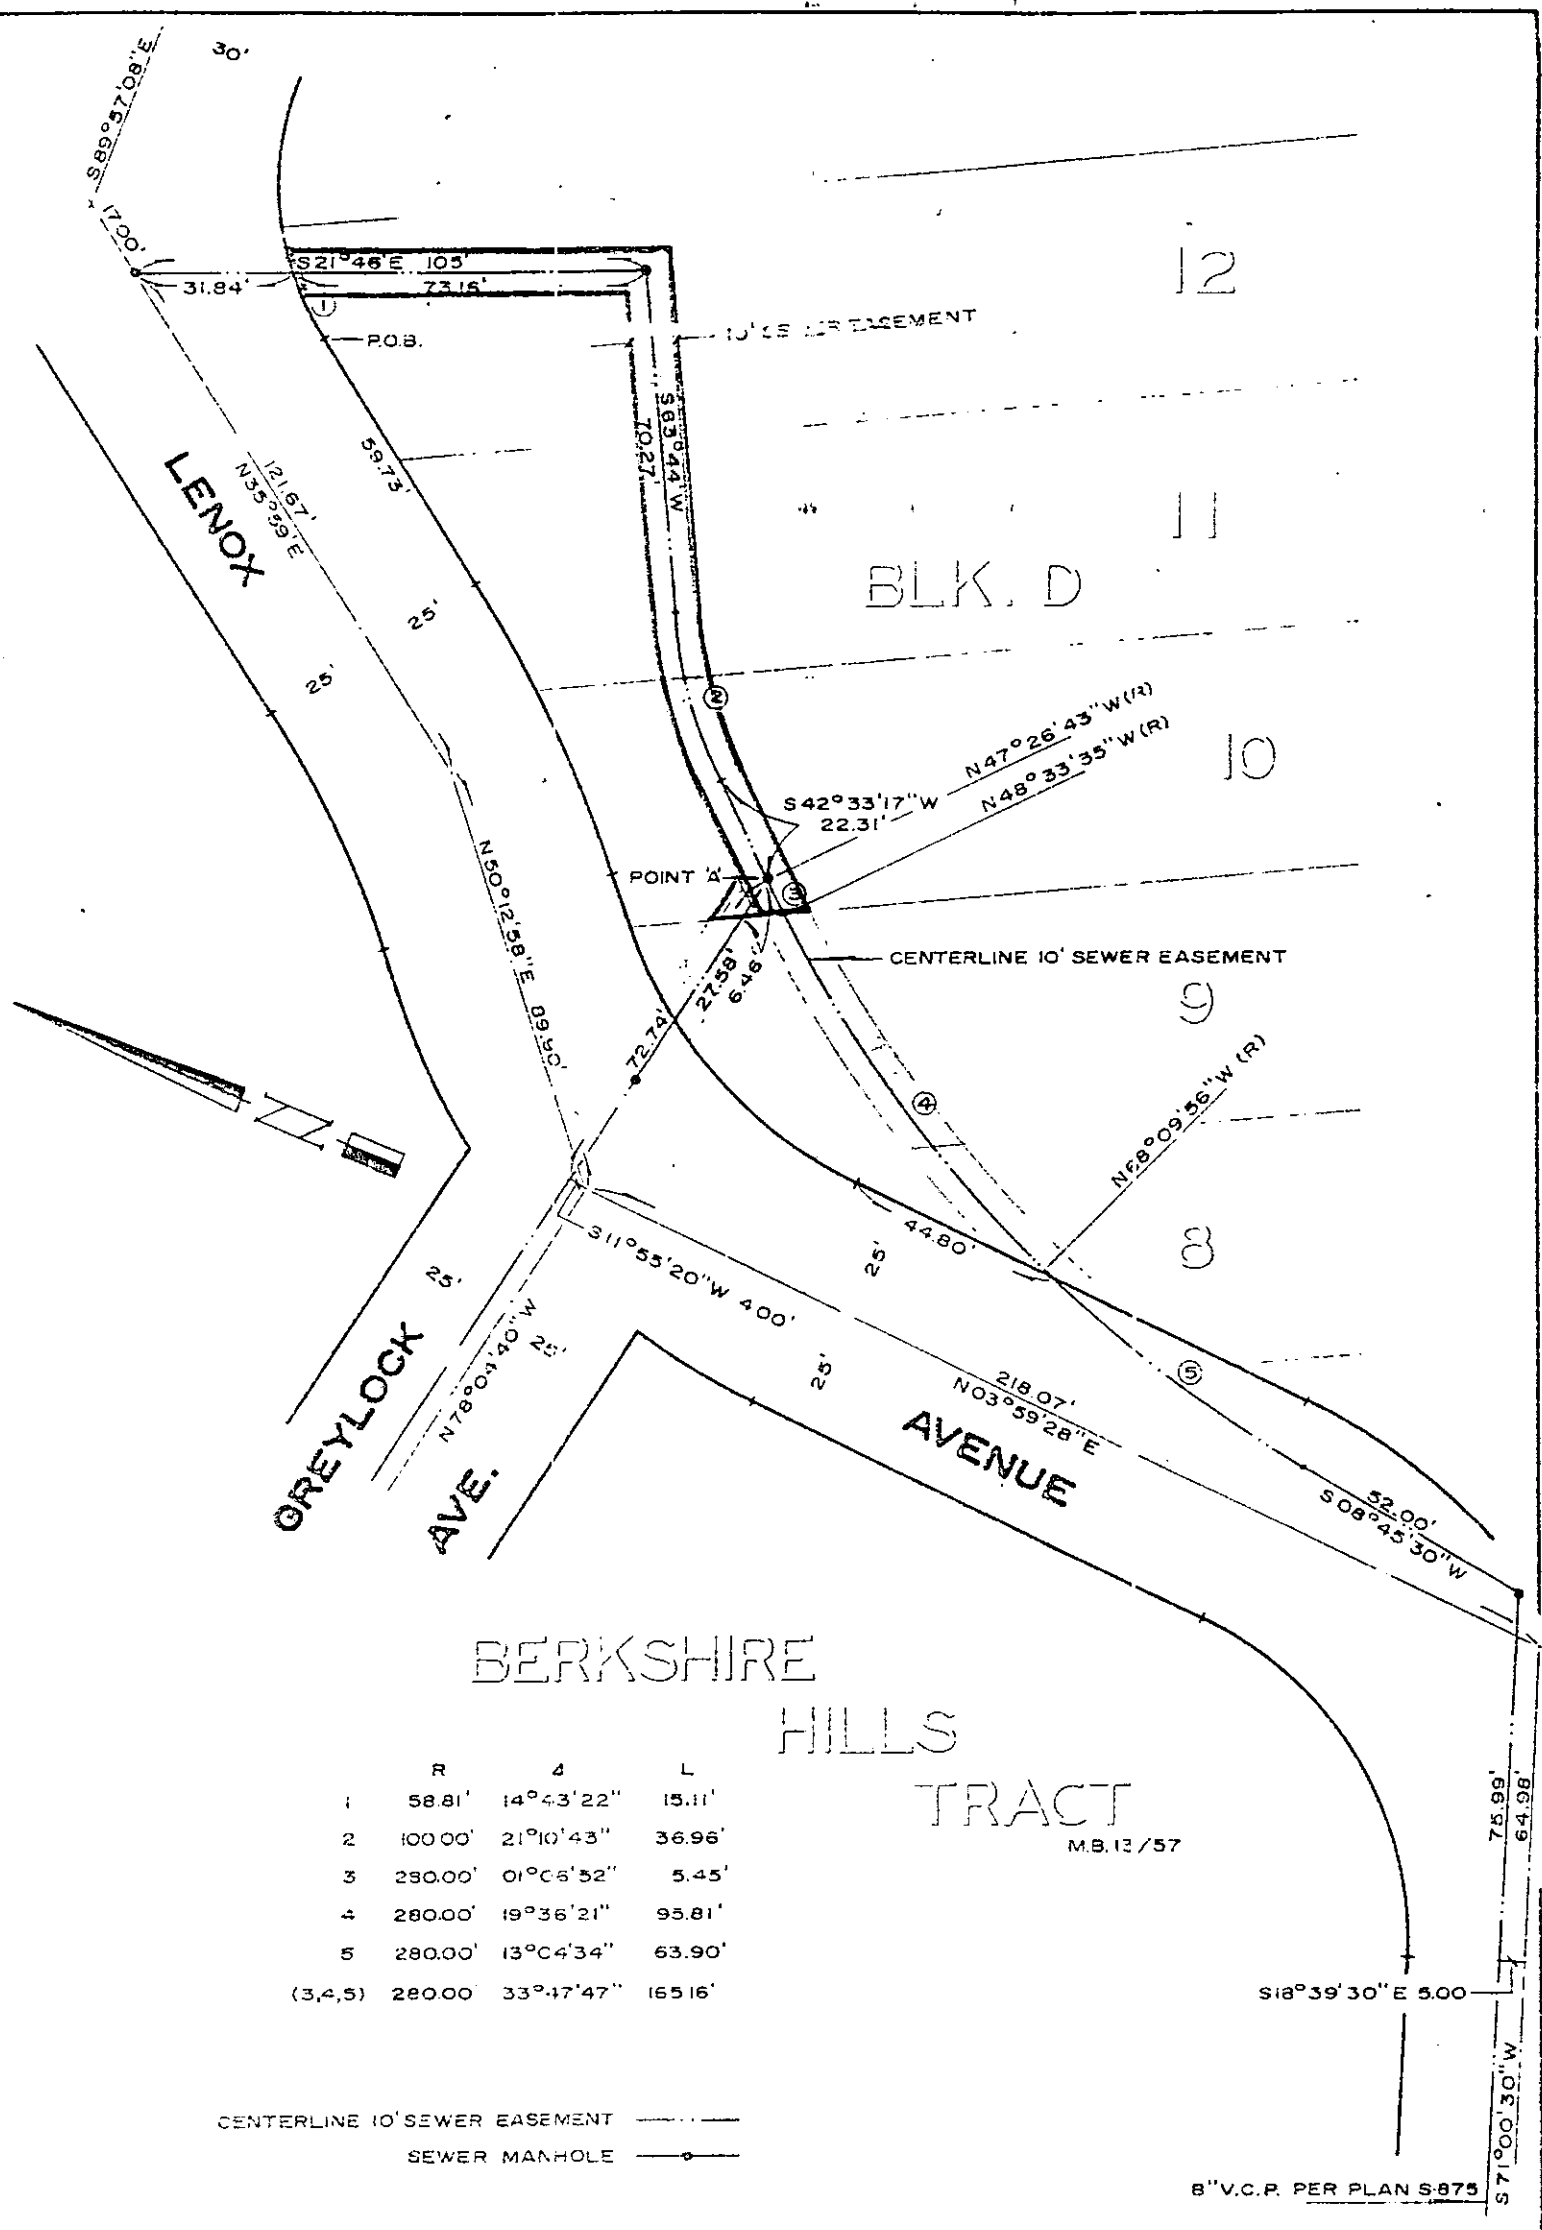 30'
S89°57'08"E
17.00'
S21°46'E 105'
31.84'
73.16'
1
P.O.B.
12
10' SEWER EASEMENT
S63°44'W
70.27'
59.73'
121.67'
N35°59'E
LENOX
11
BLK. D
25'
25'
2
N47°26'43"W (R)
N48°33'35"W (R)
10
S42°33'17"W
22.31'
POINT 'A'
3
N50°12'58"E 89.90'
CENTERLINE 10' SEWER EASEMENT
27.58'
6.46'
72.74'
9
4
N68°09'56"W (R)
44.80'
25'
8
S11°55'20"W 4.00'
25'
N78°04'40"W
25'
25'
5
218.07'
N03°59'28"E
GREYLOCK
AVE.
AVENUE
52.00'
S08°45'30"W
BERKSHIRE
HILLS
TRACT
M.B. 13/57
R Δ L
1 58.81' 14°43'22" 15.11'
2 100.00' 21°10'43" 36.96'
3 280.00' 01°06'52" 5.45'
4 280.00' 19°36'21" 95.81'
5 280.00' 13°04'34" 63.90'
(3,4,5) 280.00' 33°47'47" 165.16'
75.99'
64.98'
S18°39'30"E 5.00
S71°00'30"W
CENTERLINE 10' SEWER EASEMENT
SEWER MANHOLE
8" V.C.P. PER PLAN S-875